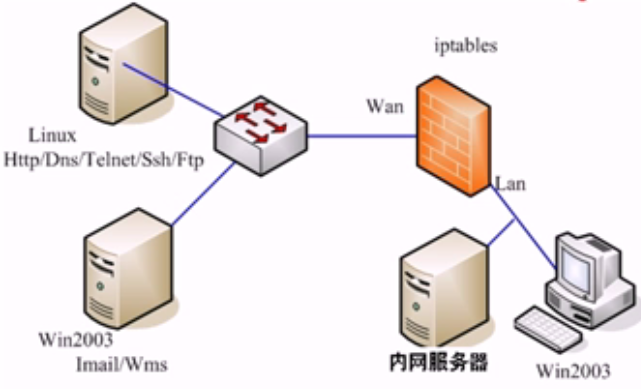 iptables
Wan
Linux
Http/Dns/Telnet/Ssh/Ftp
Lan
Win2003
Imail/Wms
内网服务器
Win2003